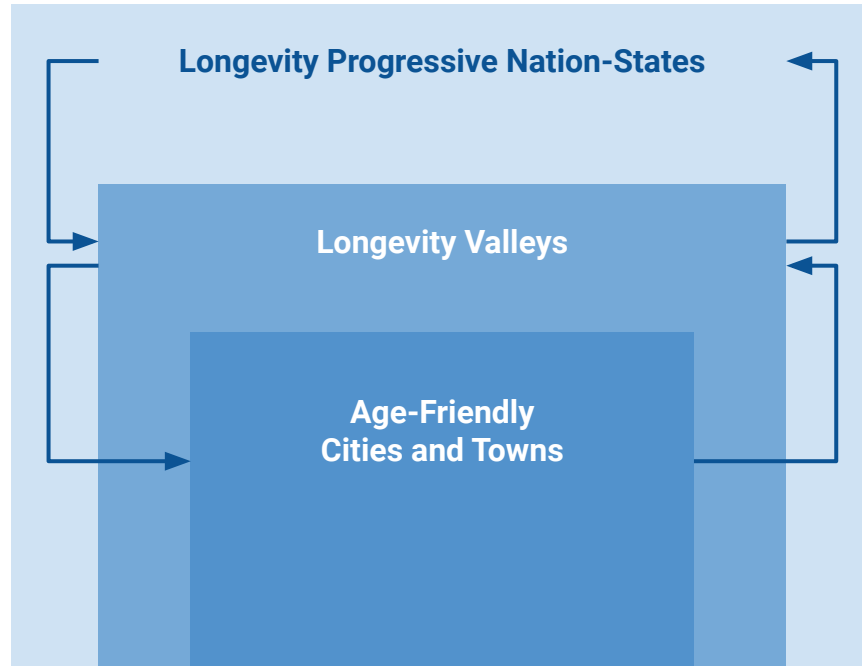 Longevity Progressive Nation-States
Longevity Valleys
Age-Friendly
Cities and Towns